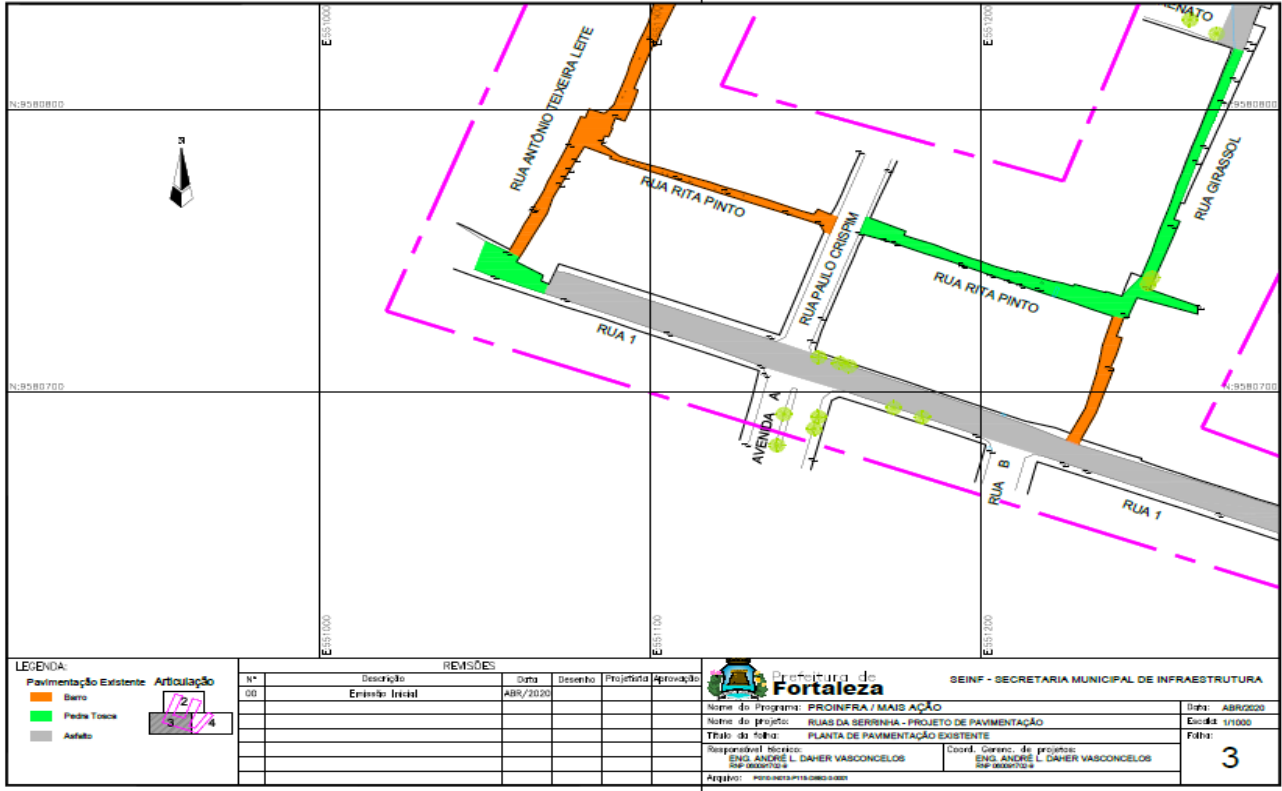 E:551000
E:551200
RUA ANTÔNIO TEIXEIRA LEITE
N:9580800
9580800
RUA RITA PINTO
RUA PAULO CRISPIM
RUA GIRASSOL
RUA RITA PINTO
RUA 1
N:9580700
9580700
AVENIDA A
RUA B
RUA 1
E:551000
E:551100
E:551200
LEGENDA:
Pavimentação Existente
Barro
Pedra Tosca
Asfalto
Articulação
2
3
4
REVISÕES
N° Descrição Data Desenho Projetista Aprovação
00 Emissão Inicial ABR/2020
Prefeitura de
Fortaleza
SEINF - SECRETARIA MUNICIPAL DE INFRAESTRUTURA
Nome do Programa: PROINFRA / MAIS AÇÃO
Data: ABR/2020
Nome do projeto: RUAS DA SERRINHA - PROJETO DE PAVIMENTAÇÃO
Escala: 1/1000
Título da folha: PLANTA DE PAVIMENTAÇÃO EXISTENTE
Folha:
3
Responsável técnico:
ENG. ANDRÉ L. DAHER VASCONCELOS
Coord. Gerenc. de projetos:
ENG. ANDRÉ L. DAHER VASCONCELOS
Arquivo: